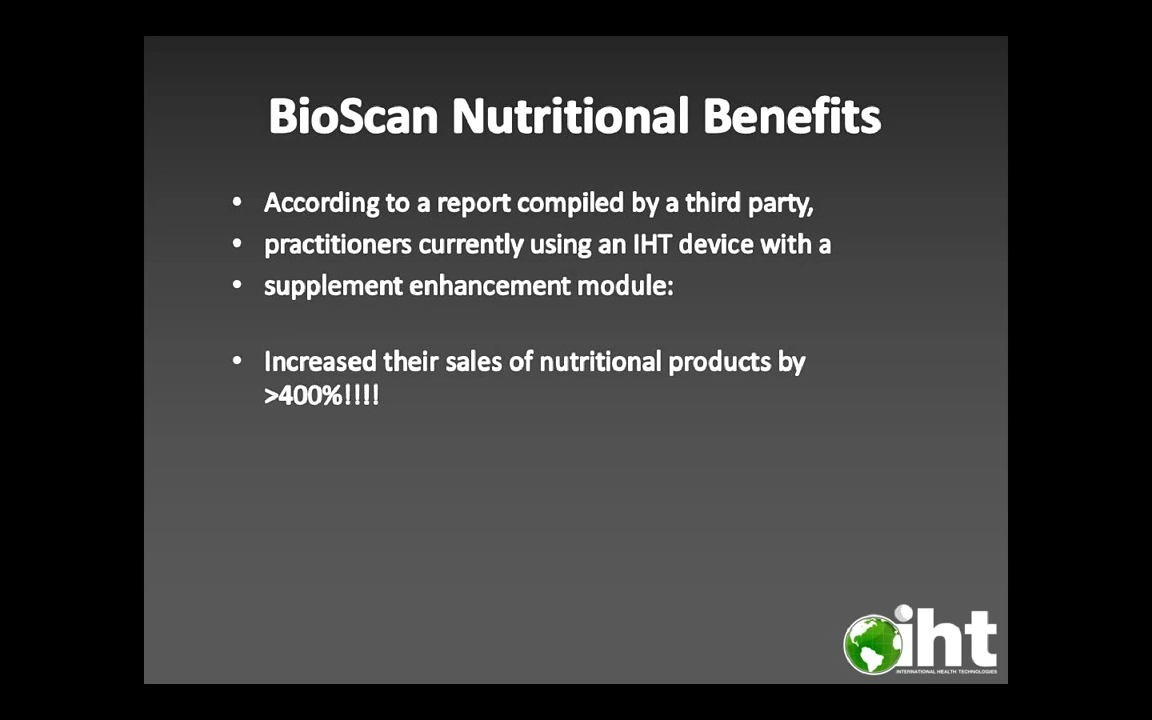 BioScan Nutritional Benefits
• According to a report compiled by a third party,
• practitioners currently using an IHT device with a
• supplement enhancement module:
• Increased their sales of nutritional products by
>400%!!!!
iht
INTERNATIONAL HEALTH TECHNOLOGIES